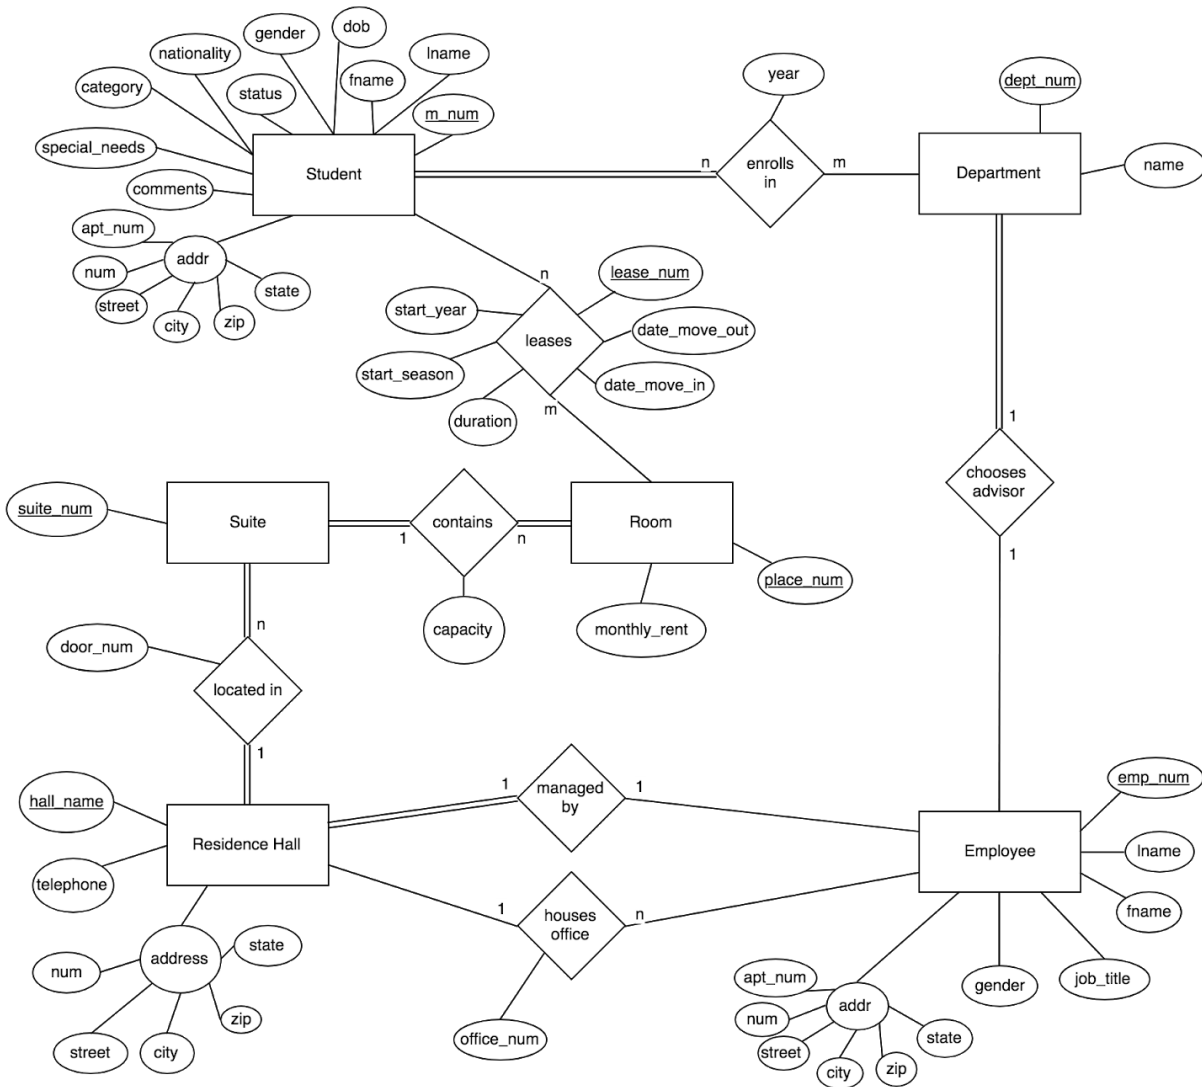 dob
gender
lname
nationality
fname
year
dept_num
category
status
m_num
special_needs
Student
n
enrolls
in
m
Department
name
comments
apt_num
addr
num
state
street
city
zip
n
lease_num
start_year
leases
date_move_out
start_season
date_move_in
duration
m
1
chooses
advisor
1
suite_num
Suite
1
contains
n
Room
place_num
capacity
monthly_rent
n
door_num
located in
1
hall_name
Residence Hall
telephone
1
managed
by
1
emp_num
Employee
lname
fname
1
houses
office
n
address
state
num
zip
street
city
office_num
apt_num
addr
num
street
city
zip
state
gender
job_title